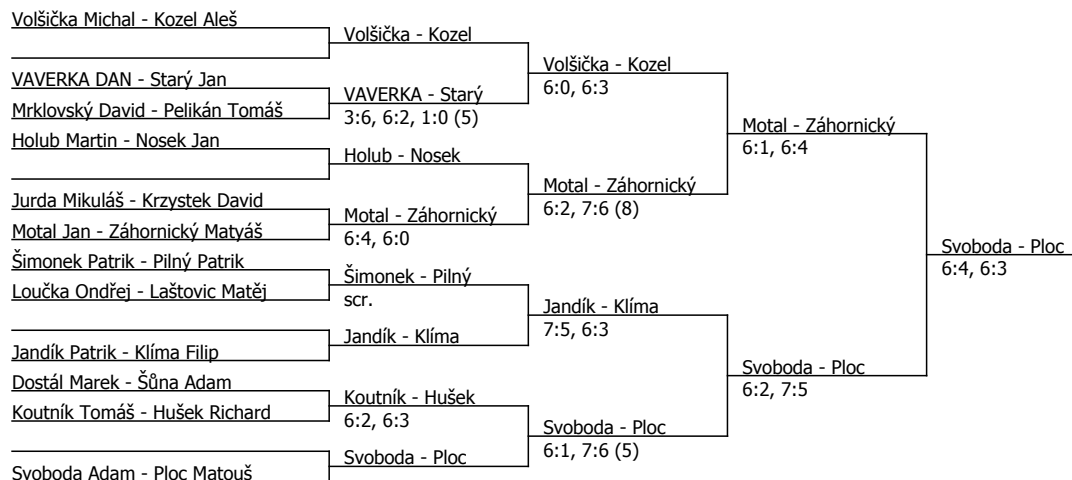 Volšička Michal - Kozel Aleš
VAVERKA DAN - Starý Jan
Mrklovský David - Pelikán Tomáš
Holub Martin - Nosek Jan
Jurda Mikuláš - Krzystek David
Motal Jan - Záhornický Matyáš
Šimonek Patrik - Pilný Patrik
Loučka Ondřej - Laštovic Matěj
Jandík Patrik - Klíma Filip
Dostál Marek - Šůna Adam
Koutník Tomáš - Hušek Richard
Svoboda Adam - Ploc Matouš
Volšička - Kozel
VAVERKA - Starý
3:6, 6:2, 1:0 (5)
Holub - Nosek
Motal - Záhornický
6:4, 6:0
Šimonek - Pilný
scr.
Jandík - Klíma
Koutník - Hušek
6:2, 6:3
Svoboda - Ploc
Volšička - Kozel
6:0, 6:3
Motal - Záhornický
6:2, 7:6 (8)
Jandík - Klíma
7:5, 6:3
Svoboda - Ploc
6:1, 7:6 (5)
Motal - Záhornický
6:1, 6:4
Svoboda - Ploc
6:2, 7:5
Svoboda - Ploc
6:4, 6:3